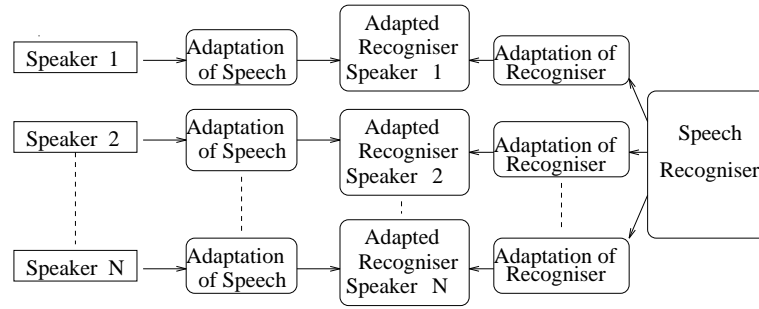 Speaker 1
Adaptation
of Speech
Adapted
Recogniser
Speaker 1
Adaptation of
Recogniser
Speaker 2
Adaptation
of Speech
Adapted
Recogniser
Speaker 2
Adaptation of
Recogniser
Speech
Recogniser
Speaker N
Adaptation
of Speech
Adapted
Recogniser
Speaker N
Adaptation of
Recogniser